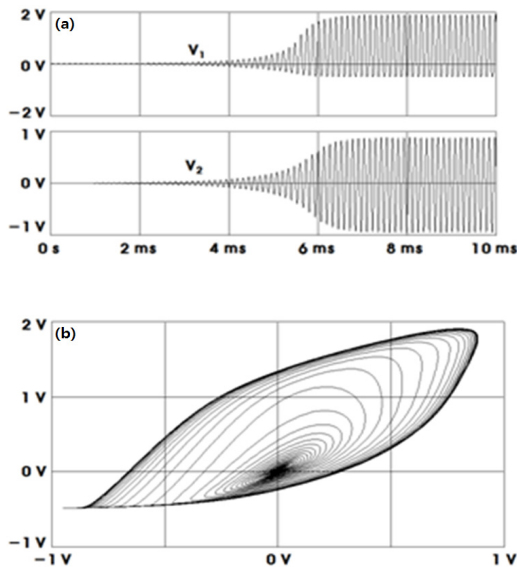 2 V
(a)
V1
0 V
−2 V
1 V
V2
0 V
−1 V
0 s 2 ms 4 ms 6 ms 8 ms 10 ms
2 V
(b)
1 V
0 V
−1 V
−1 V 0 V 1 V